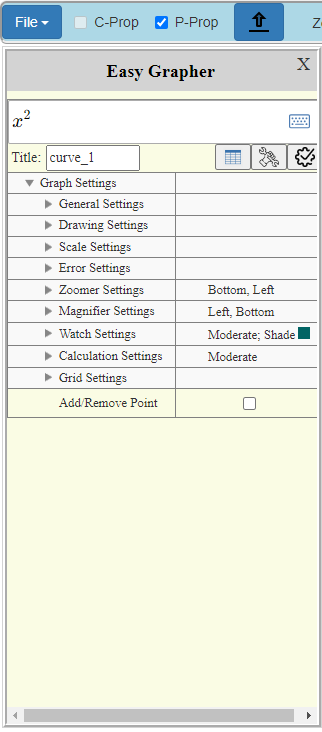 File C-Prop P-Prop
Easy Grapher X
x²
Title: curve_1
Graph Settings
General Settings
Drawing Settings
Scale Settings
Error Settings
Zoomer Settings Bottom, Left
Magnifier Settings Left, Bottom
Watch Settings Moderate; Shade
Calculation Settings Moderate
Grid Settings
Add/Remove Point